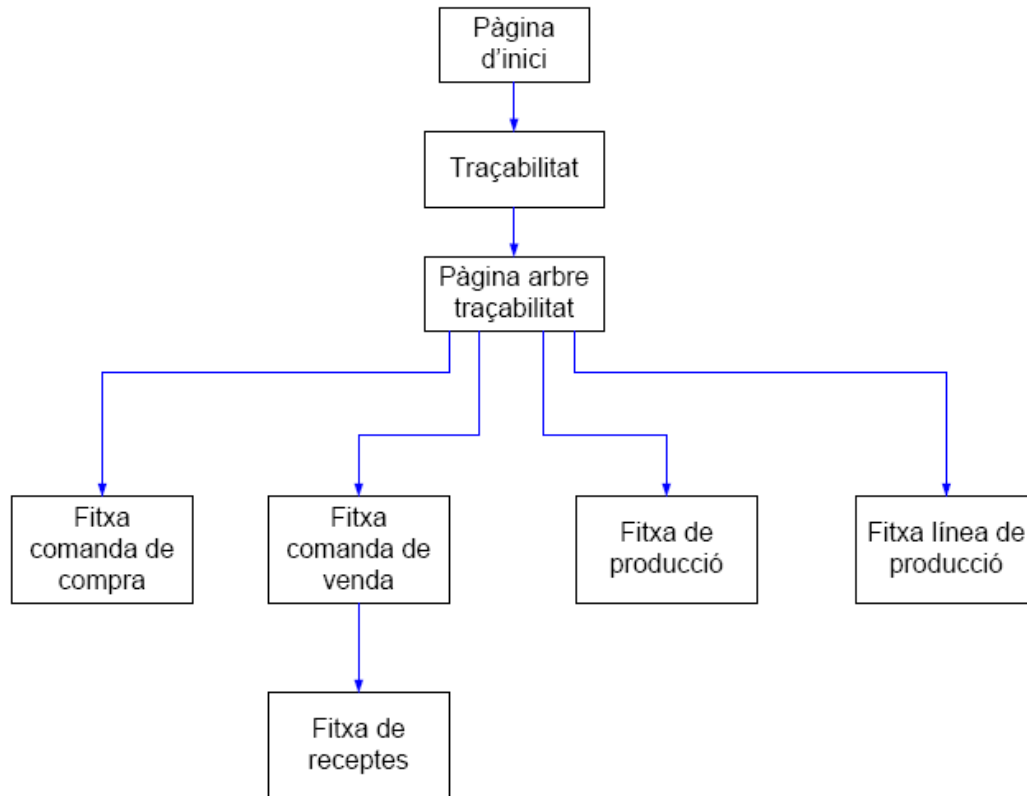 Pàgina
d'inici
Traçabilitat
Pàgina arbre
traçabilitat
Fitxa
comanda de
compra
Fitxa
comanda de
venda
Fitxa de
producció
Fitxa línea de
producció
Fitxa de
receptes